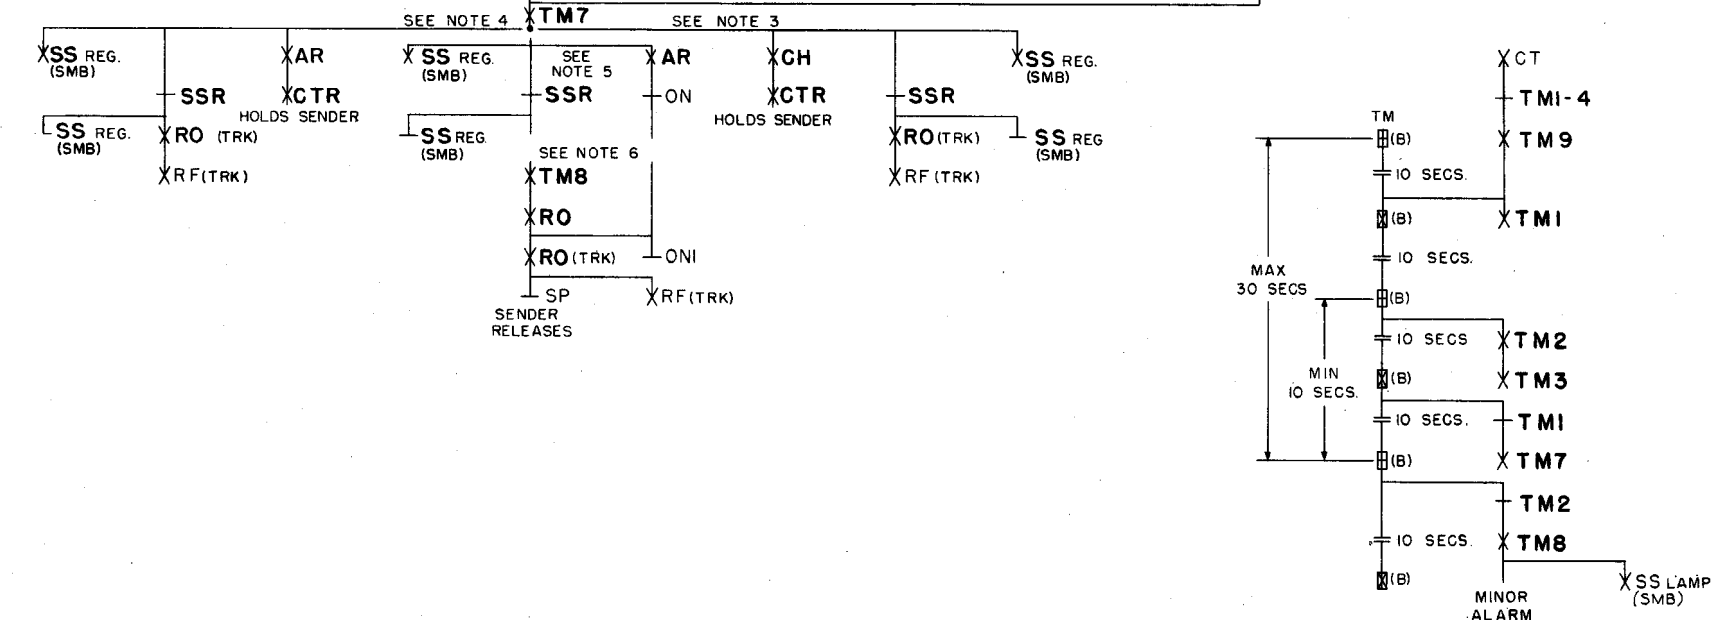 SEE NOTE 4
TM7
SEE NOTE 3
SS REG.
(SMB)
AR
SS REG.
(SMB)
SEE
NOTE 5
AR
CH
SS REG.
(SMB)
CT
SSR
CTR
HOLDS SENDER
SSR
ON
CTR
HOLDS SENDER
SSR
TM1-4
SS REG.
(SMB)
RO (TRK)
SS REG.
(SMB)
RO (TRK)
SS REG
(SMB)
TM
(B)
TM9
SEE NOTE 6
RF (TRK)
TM8
RF (TRK)
10 SECS.
RO
(B)
TM1
RO (TRK)
ON1
10 SECS.
MAX
30 SECS
SP
RF (TRK)
(B)
SENDER
RELEASES
10 SECS
TM2
MIN
10 SECS.
(B)
TM3
10 SECS.
TM1
(B)
TM7
TM2
10 SECS.
TM8
(B)
SS LAMP
(SMB)
MINOR
ALARM